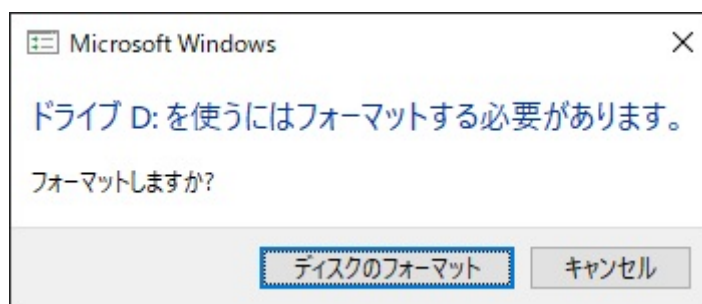 Microsoft Windows
ドライブ D: を使うにはフォーマットする必要があります。
フォーマットしますか?
ディスクのフォーマット
キャンセル